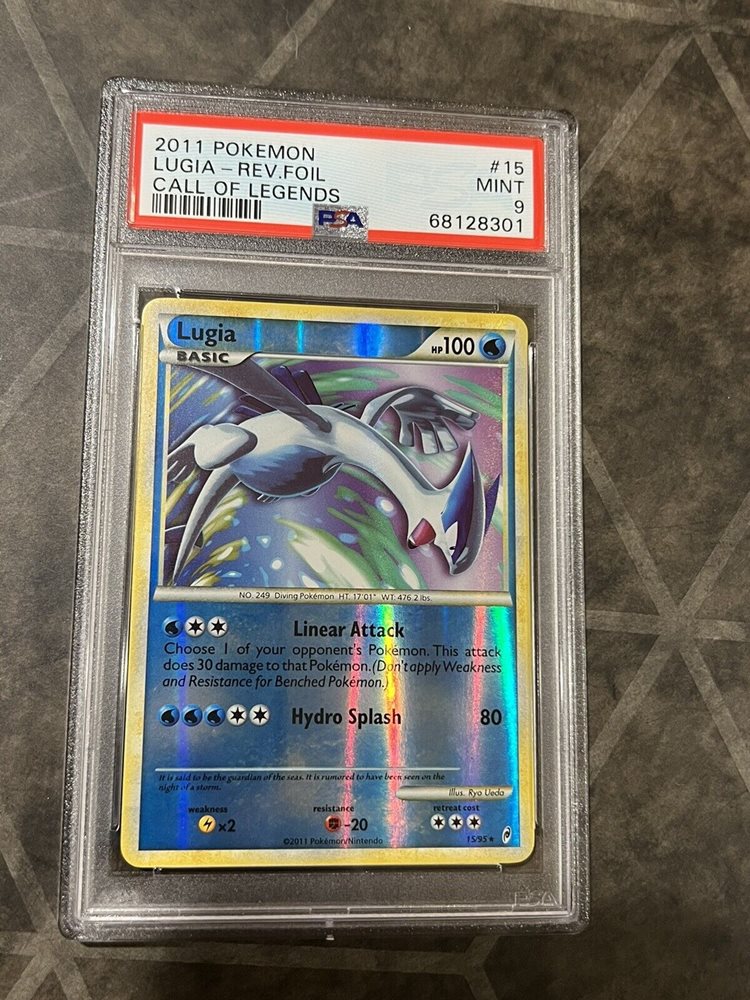 2011 POKEMON #15
LUGIA – REV.FOIL MINT
CALL OF LEGENDS 9
PSA 68128301
Lugia HP100
BASIC
NO. 249 Diving Pokémon HT: 17'01" WT: 476.2 lbs.
Linear Attack
Choose 1 of your opponent's Pokémon. This attack
does 30 damage to that Pokémon. (Don't apply Weakness
and Resistance for Benched Pokémon.)
Hydro Splash 80
It is said to be the guardian of the seas. It is rumored to have been seen on the
night of a storm.
Illus. Ryo Ueda
weakness resistance retreat cost
×2 -20
©2011 Pokémon/Nintendo 15/95 ★
PSA